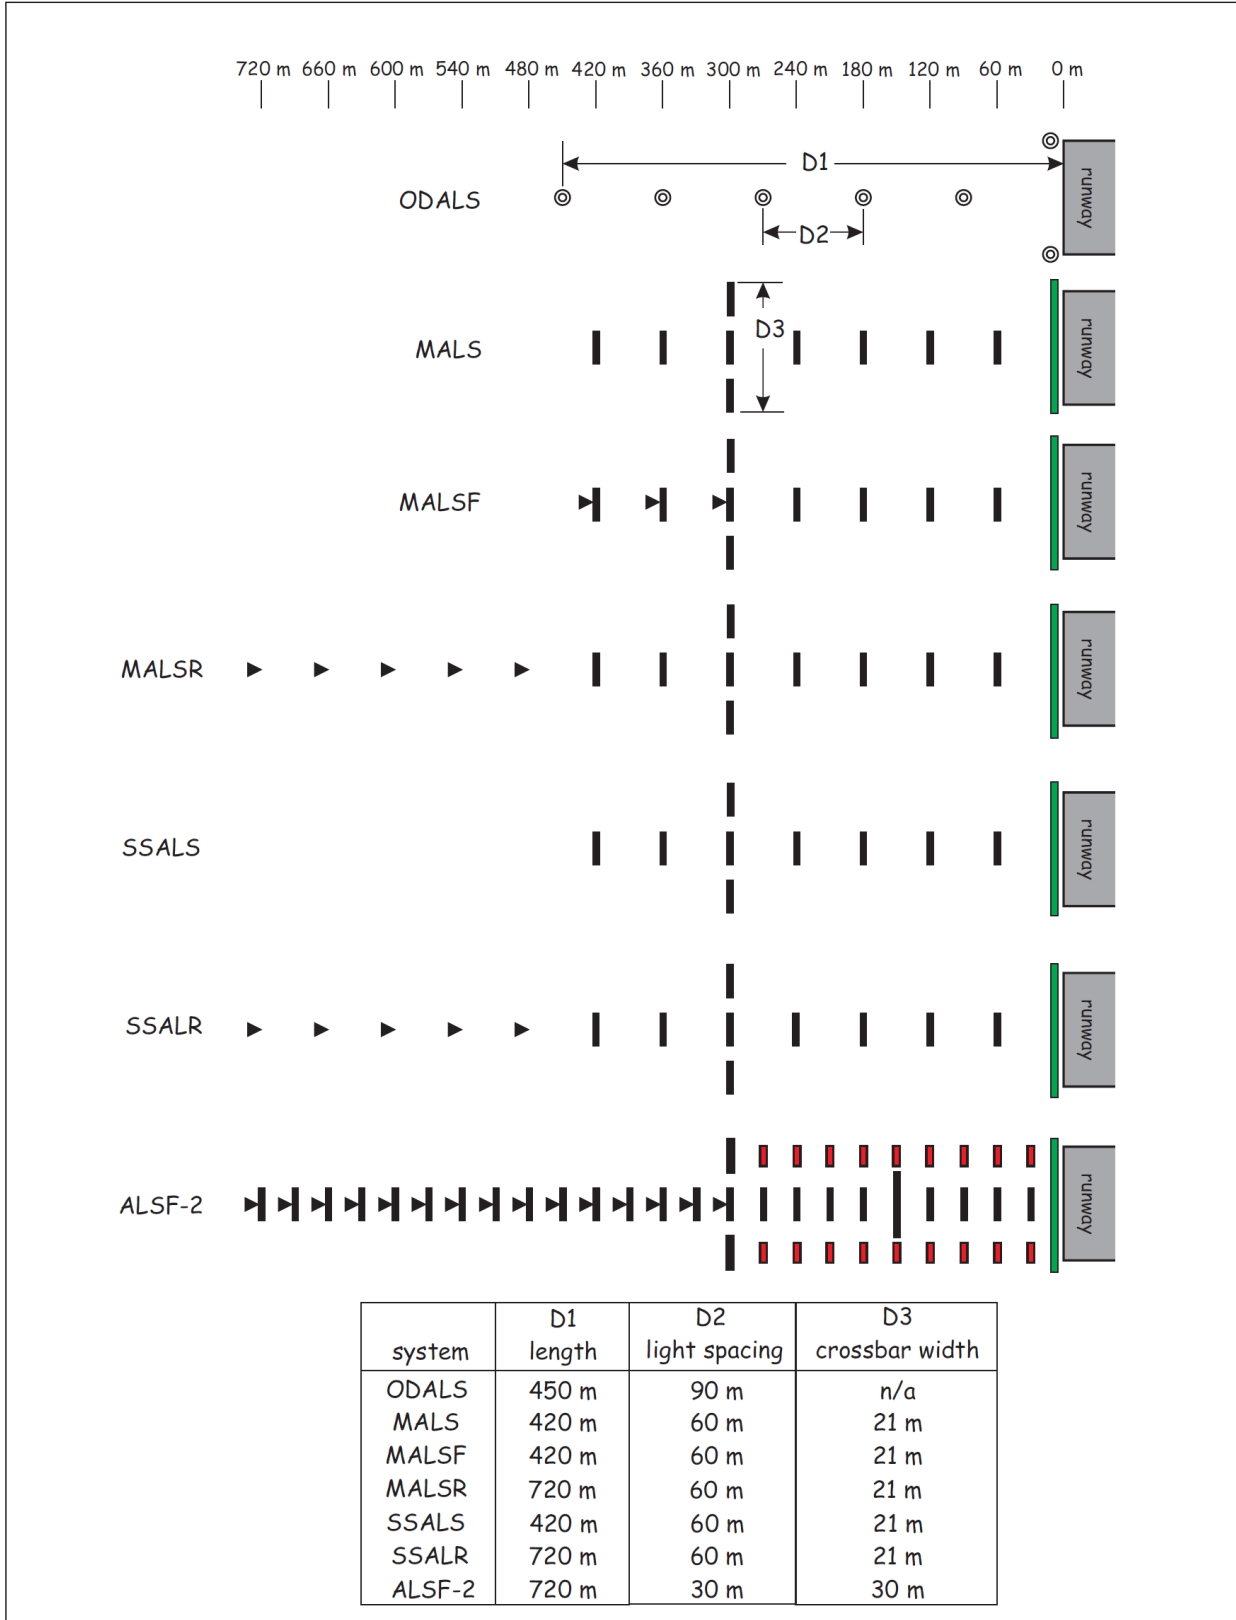 720 m 660 m 600 m 540 m 480 m 420 m 360 m 300 m 240 m 180 m 120 m 60 m 0 m
D1
ODALS
runway
D2
D3
MALS
runway
MALSF
runway
MALSR
runway
SSALS
runway
SSALR
runway
ALSF-2
runway
system D1 length D2 light spacing D3 crossbar width
ODALS 450 m 90 m n/a
MALS 420 m 60 m 21 m
MALSF 420 m 60 m 21 m
MALSR 720 m 60 m 21 m
SSALS 420 m 60 m 21 m
SSALR 720 m 60 m 21 m
ALSF-2 720 m 30 m 30 m